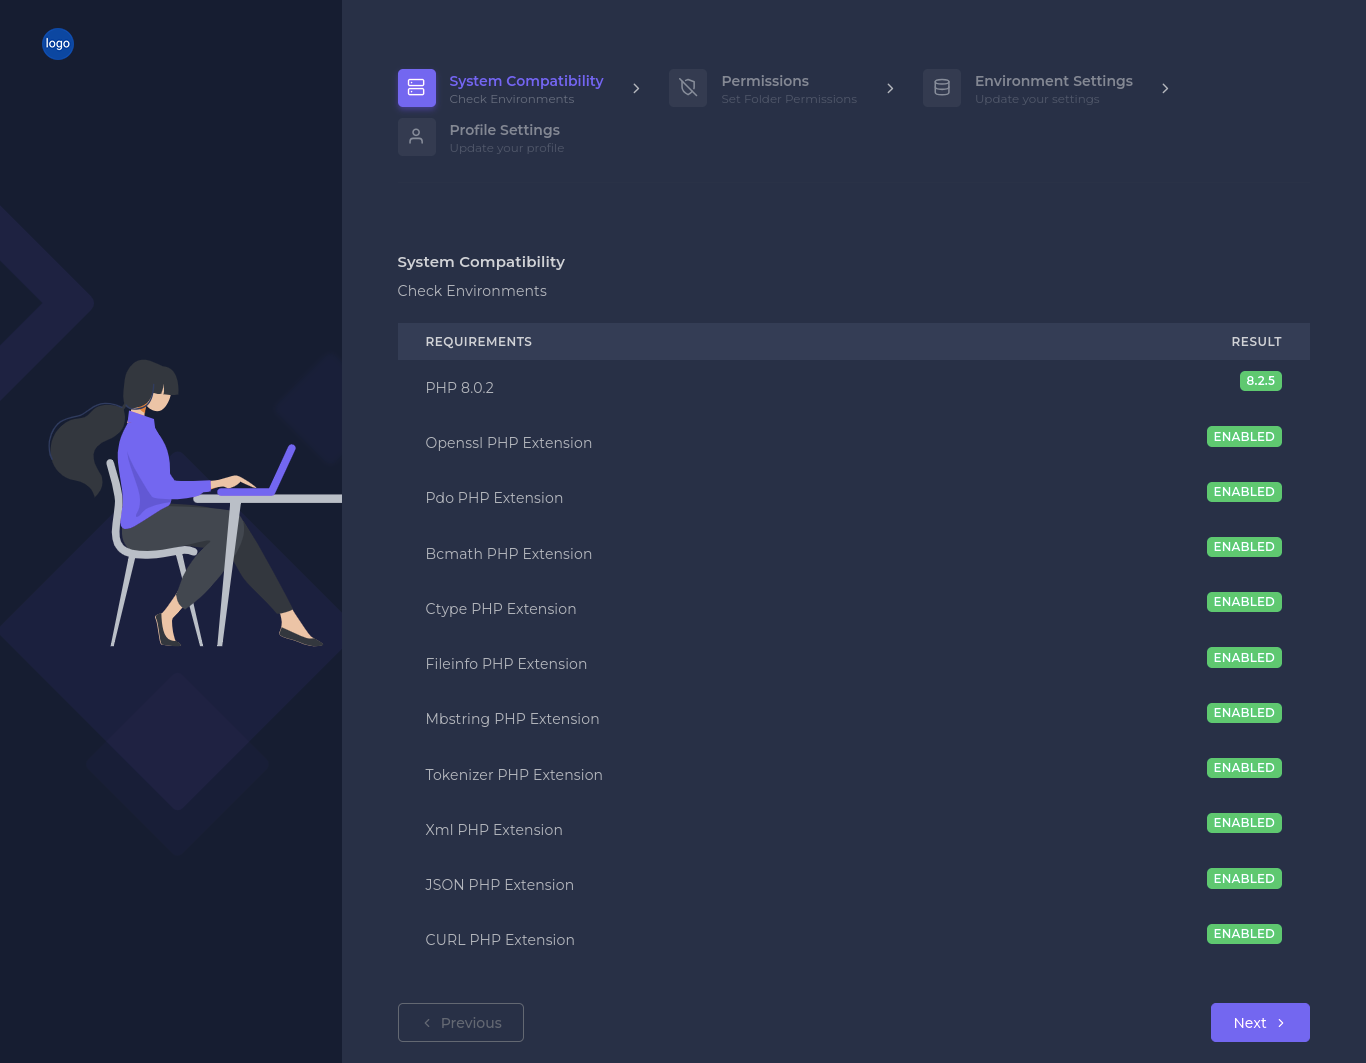 logo
System Compatibility
Check Environments
Permissions
Set Folder Permissions
Environment Settings
Update your settings
Profile Settings
Update your profile
System Compatibility
Check Environments
REQUIREMENTS RESULT
PHP 8.0.2 8.2.5
Openssl PHP Extension ENABLED
Pdo PHP Extension ENABLED
Bcmath PHP Extension ENABLED
Ctype PHP Extension ENABLED
Fileinfo PHP Extension ENABLED
Mbstring PHP Extension ENABLED
Tokenizer PHP Extension ENABLED
Xml PHP Extension ENABLED
JSON PHP Extension ENABLED
CURL PHP Extension ENABLED
Previous Next